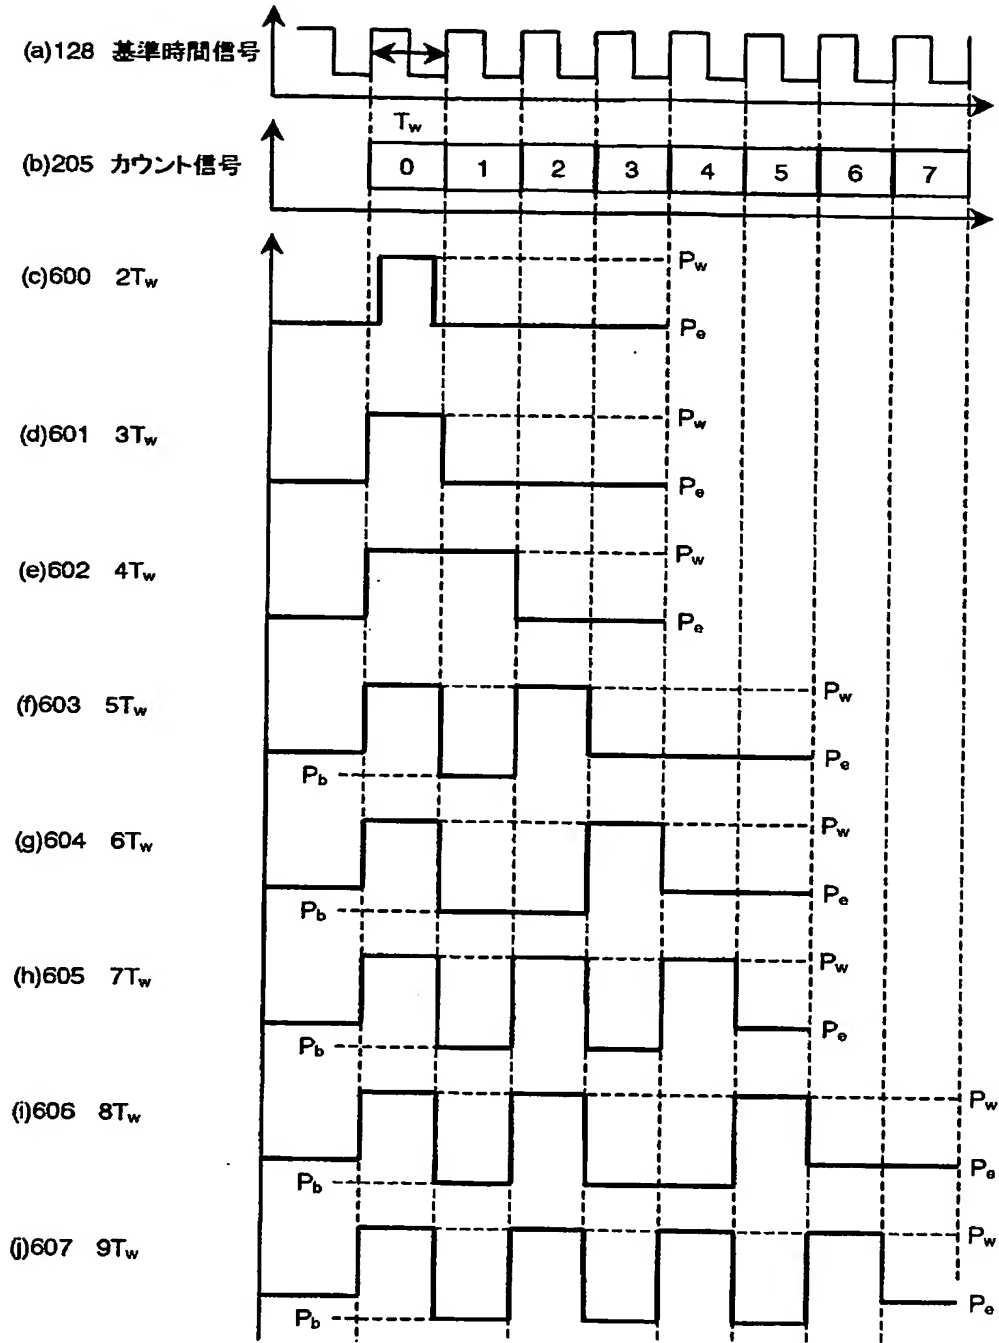 (a)128 基準時間信号
Tw
(b)205 カウント信号
0 1 2 3 4 5 6 7
(c)600 2Tw
Pw
Pe
(d)601 3Tw
Pw
Pe
(e)602 4Tw
Pw
Pe
(f)603 5Tw
Pw
Pb
Pe
(g)604 6Tw
Pw
Pb
Pe
(h)605 7Tw
Pw
Pb
Pe
(i)606 8Tw
Pw
Pb
Pe
(j)607 9Tw
Pw
Pb
Pe